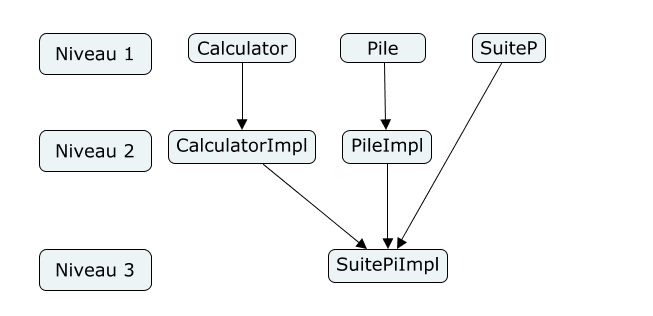 Niveau 1
Calculator
Pile
SuiteP
Niveau 2
CalculatorImpl
PileImpl
Niveau 3
SuitePiImpl